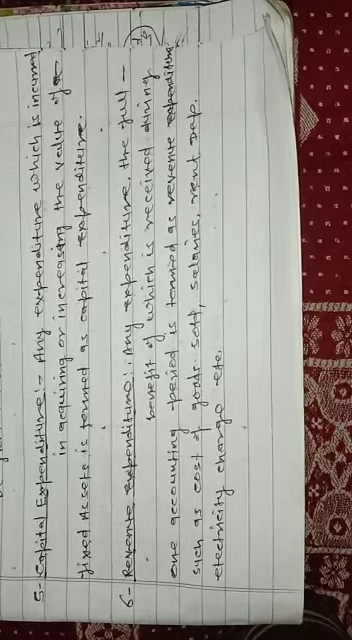 5- Capital Expenditure:- Any expenditure which is incurred
in acquiring or increasing the value of a
fixed Assets is termed as capital expenditure.
6- Revenue expenditure:. Any expenditure, the full -
benefit of which is received during
one accounting period is termed as revenue expenditure
such as cost of goods sold, salaries, rent Dep.
electricity charge etc.